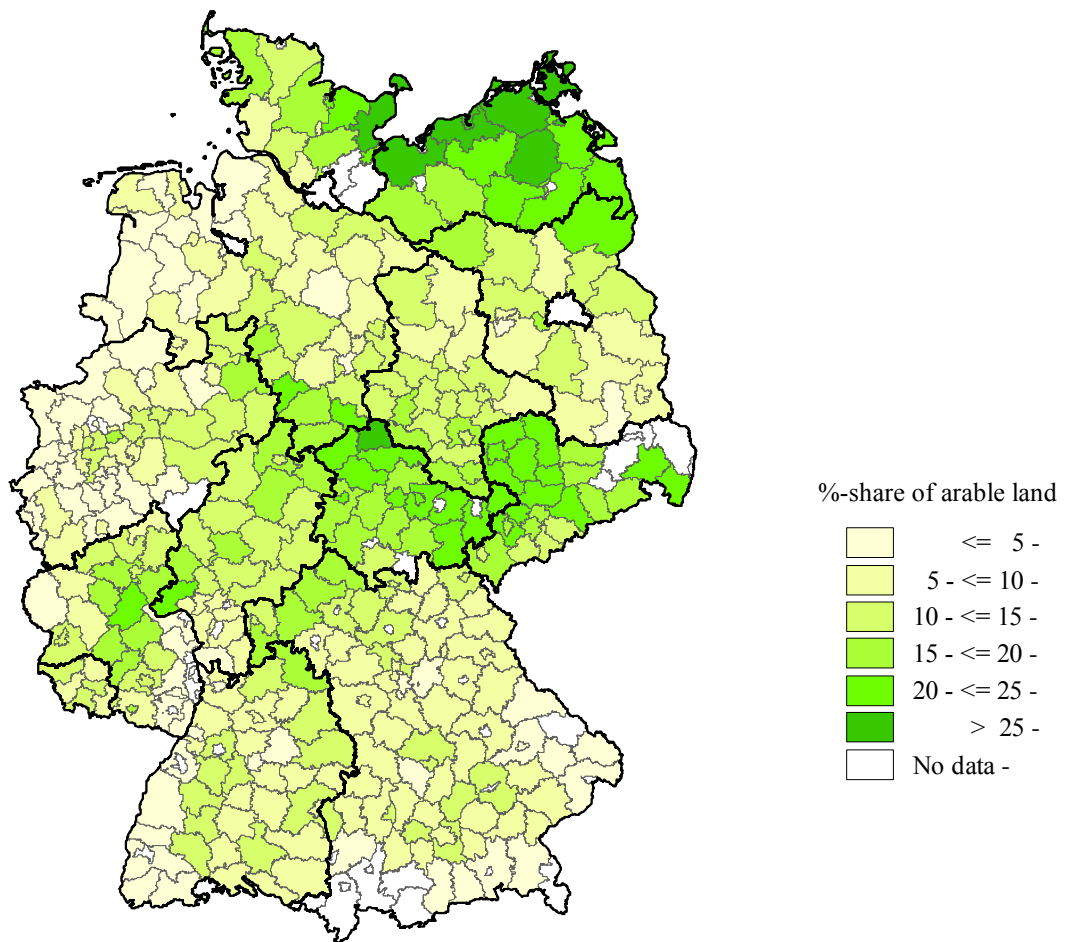 %-share of arable land
<= 5 -
5 - <= 10 -
10 - <= 15 -
15 - <= 20 -
20 - <= 25 -
> 25 -
No data -